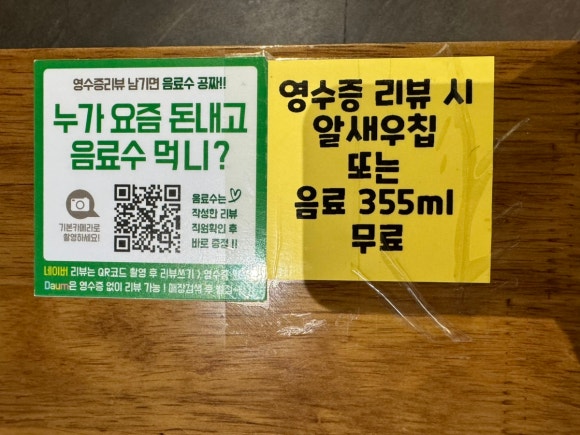 영수증리뷰 남기면 음료수 공짜!!
누가 요즘 돈내고
음료수 먹니?
기본카메라로
촬영하세요!
음료수는
작성한 리뷰
직원확인 후
바로 증정 !!
네이버 리뷰는 QR코드 촬영 후 리뷰쓰기 > 영수증
Daum은 영수증 없이 리뷰 가능 ! 매장검색 후
영수증 리뷰 시
알새우칩
또는
음료 355ml
무료